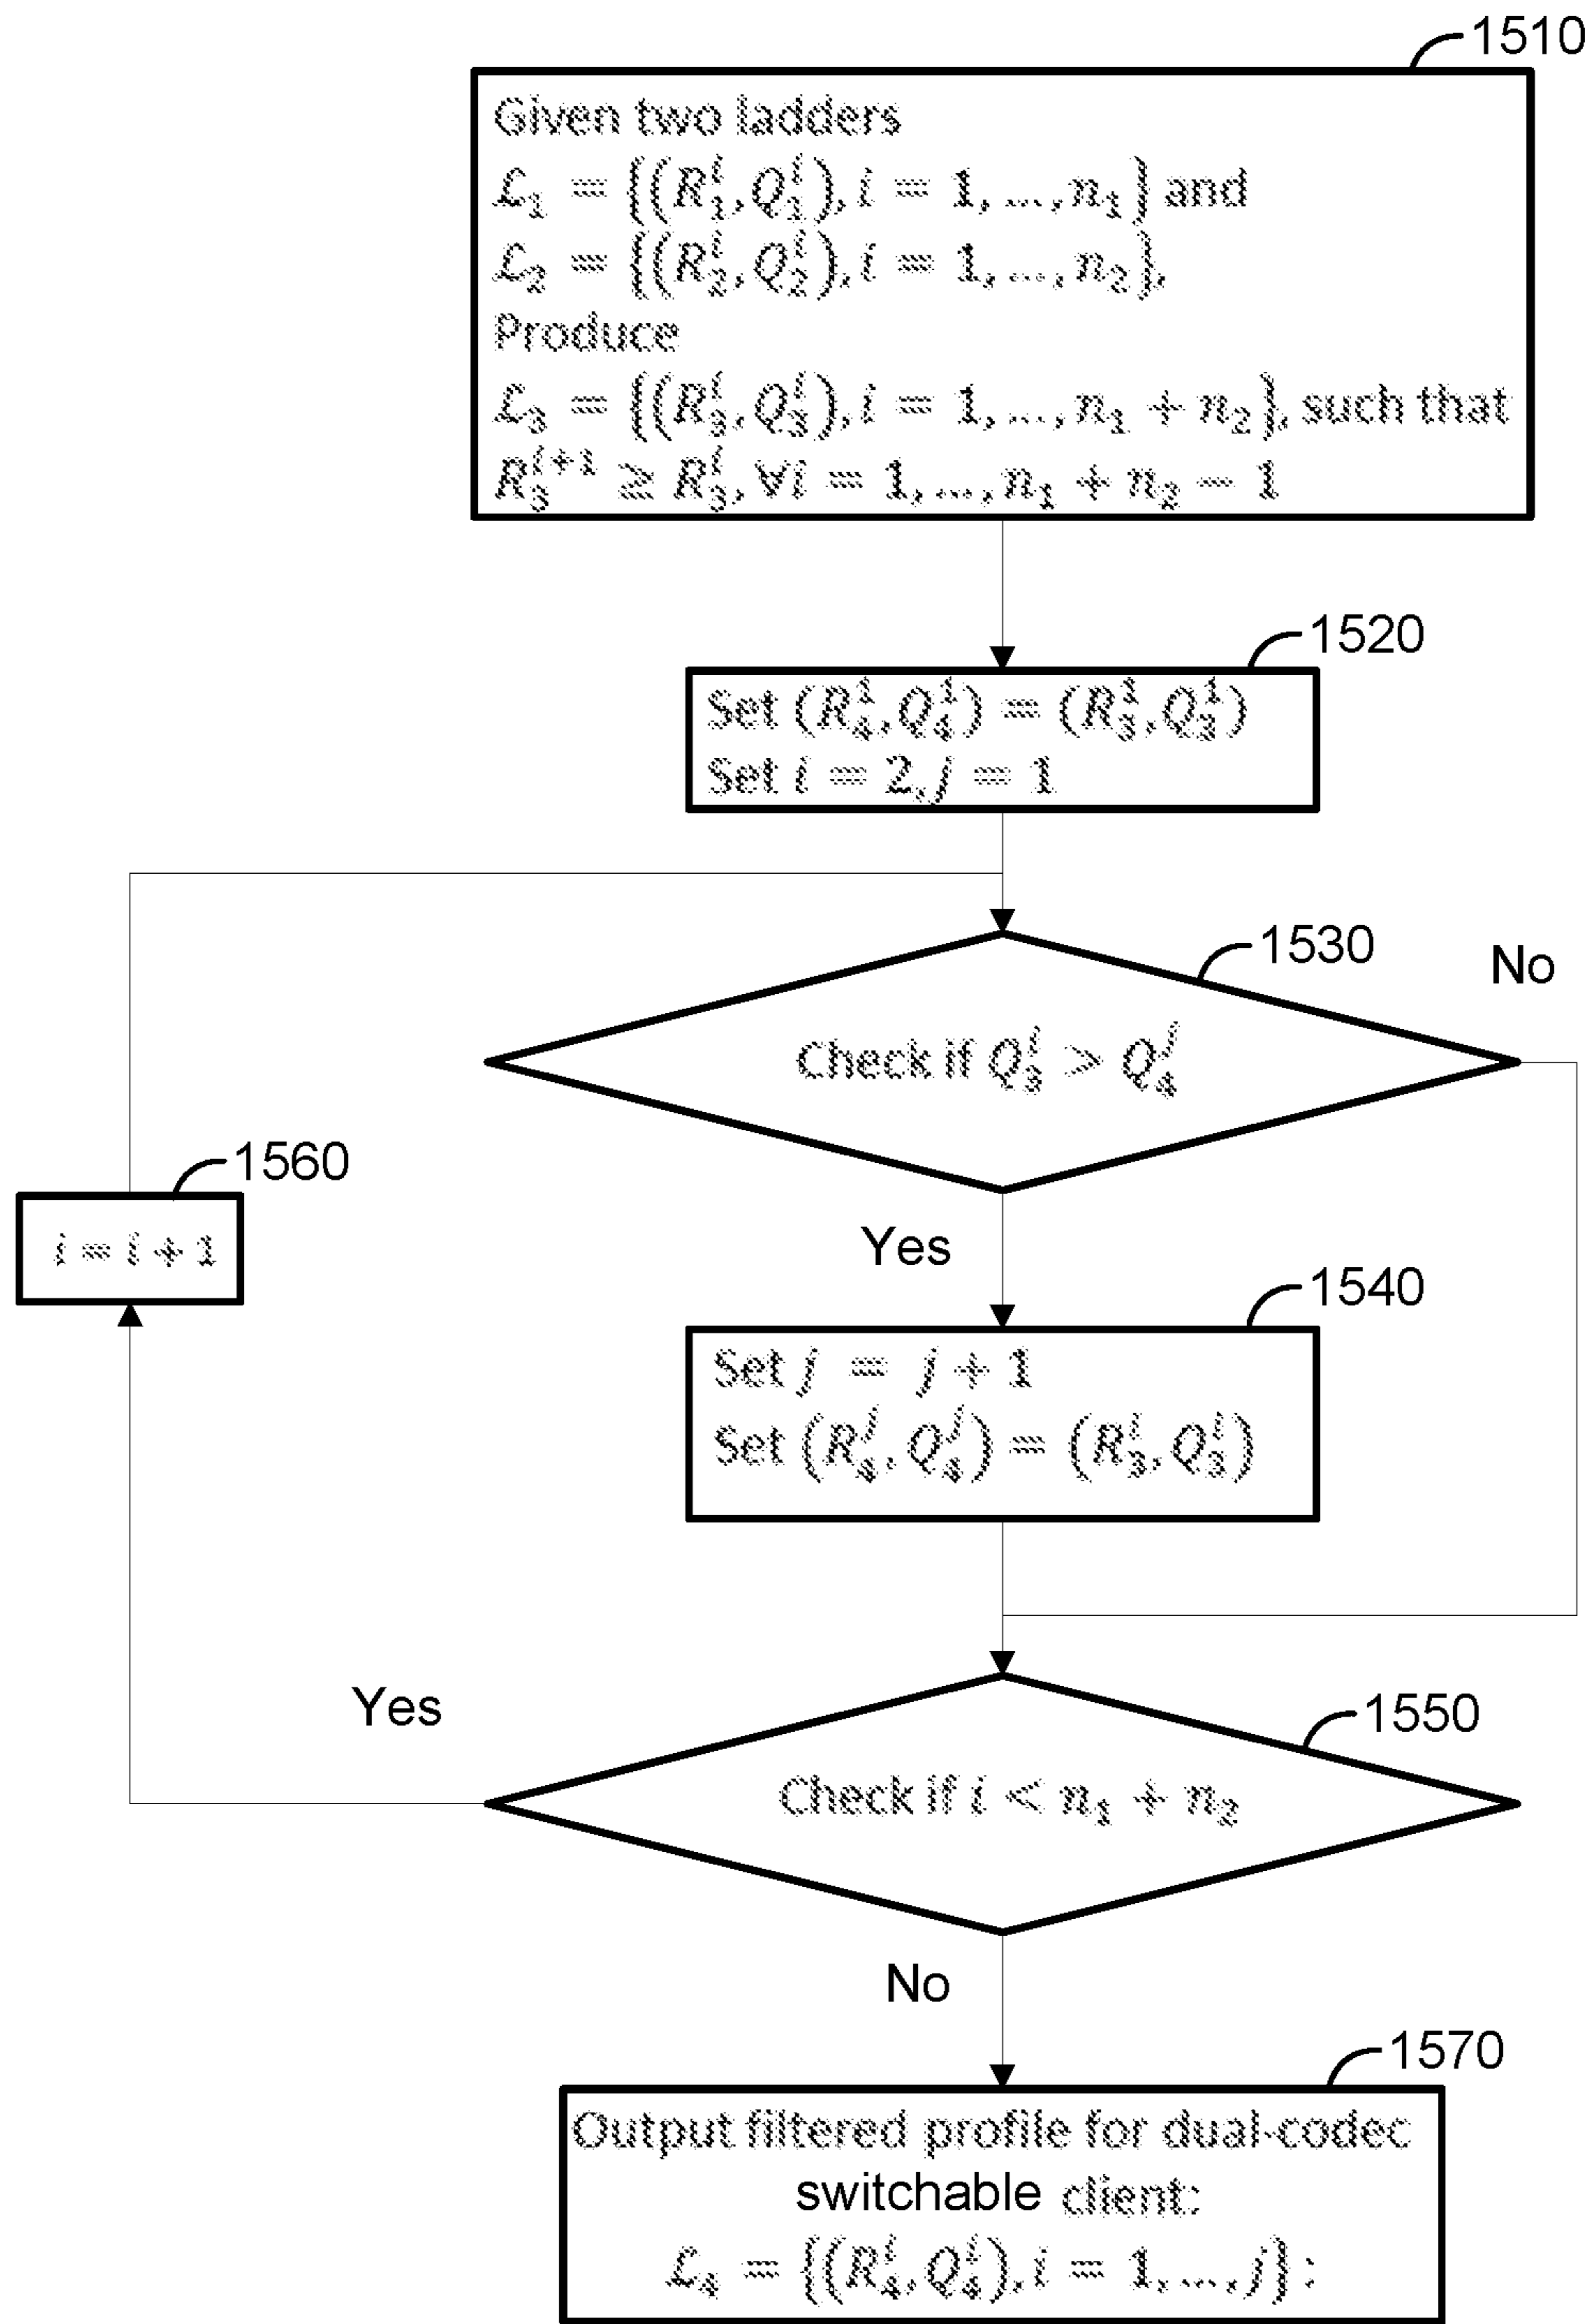 1510
Given two ladders
ℒ₁ = {(R₁ⁱ, Q₁ⁱ), i = 1, ..., n₁} and
ℒ₂ = {(R₂ⁱ, Q₂ⁱ), i = 1, ..., n₂},
Produce
ℒ₃ = {(R₃ⁱ, Q₃ⁱ), i = 1, ..., n₁ + n₂}, such that
R₃ⁱ⁺¹ ≥ R₃ⁱ, ∀i = 1, ..., n₁ + n₂ − 1
1520
Set (R₄¹, Q₄¹) = (R₃¹, Q₃¹)
Set i = 2, j = 1
1530
No
Check if Q₃ⁱ > Q₄ʲ
1560
i = i + 1
Yes
1540
Set j = j + 1
Set (R₄ʲ, Q₄ʲ) = (R₃ⁱ, Q₃ⁱ)
Yes
1550
Check if i < n₁ + n₂
No
1570
Output filtered profile for dual-codec
switchable client:
ℒ₄ = {(R₄ⁱ, Q₄ⁱ), i = 1, ..., j}: